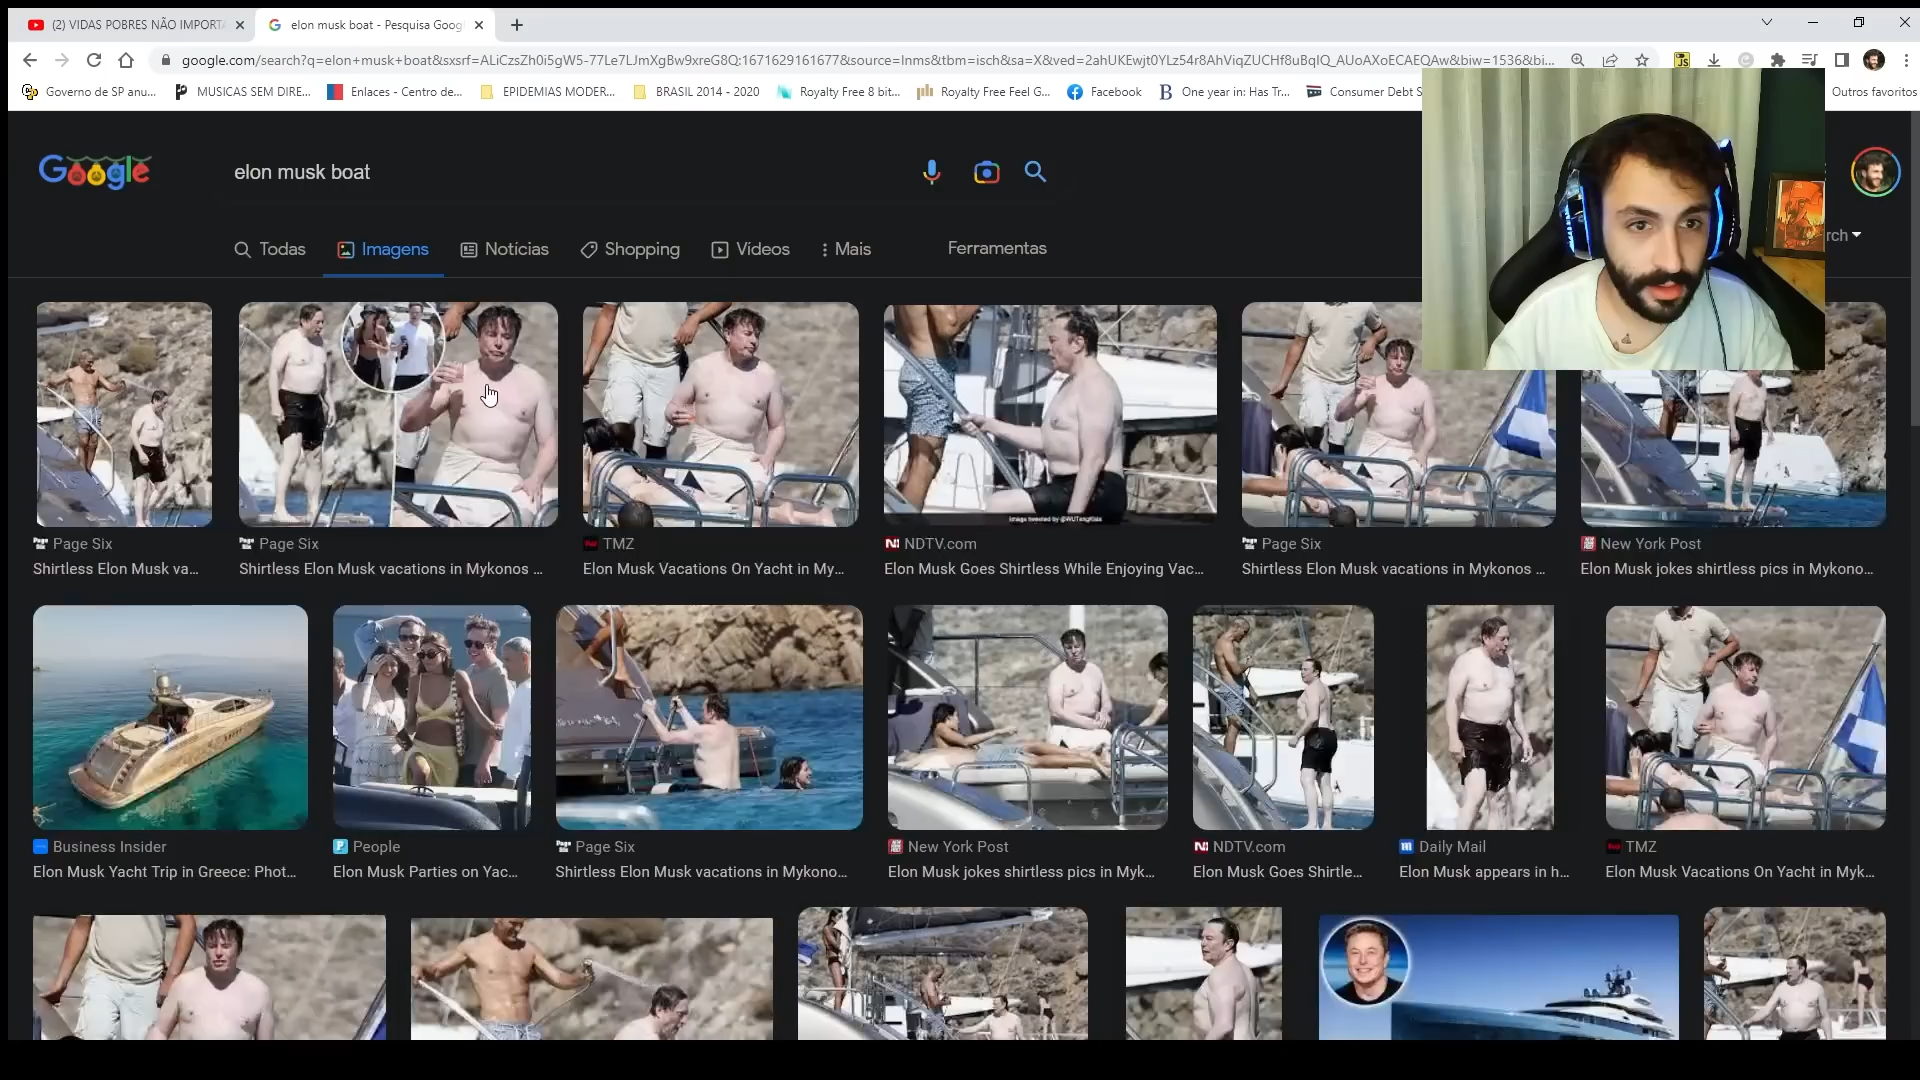 (2) VIDAS POBRES NÃO IMPORTA
elon musk boat - Pesquisa Goog
google.com/search?q=elon+musk+boat&sxsrf=ALiCzsZh0i5gW5-77Le7LJmXgBw9xreG8Q:1671629161677&source=lnms&tbm=isch&sa=X&ved=2ahUKEwjt0YLz54r8AhViqZUCHf8uBqIQ_AUoAXoECAEQAw&biw=1536&bi...
Governo de SP anu...
MUSICAS SEM DIRE...
Enlaces - Centro de...
EPIDEMIAS MODER...
BRASIL 2014 - 2020
Royalty Free 8 bit...
Royalty Free Feel G...
Facebook
One year in: Has Tr...
Consumer Debt S
Outros favoritos
Google
elon musk boat
rch
Todas
Imagens
Notícias
Shopping
Vídeos
Mais
Ferramentas
Page Six
Page Six
TMZ
NDTV.com
Page Six
New York Post
Shirtless Elon Musk va...
Shirtless Elon Musk vacations in Mykonos ...
Elon Musk Vacations On Yacht in My...
Elon Musk Goes Shirtless While Enjoying Vac...
Shirtless Elon Musk vacations in Mykonos ...
Elon Musk jokes shirtless pics in Mykono...
Business Insider
People
Page Six
New York Post
NDTV.com
Daily Mail
TMZ
Elon Musk Yacht Trip in Greece: Phot...
Elon Musk Parties on Yac...
Shirtless Elon Musk vacations in Mykono...
Elon Musk jokes shirtless pics in Myk...
Elon Musk Goes Shirtle...
Elon Musk appears in h...
Elon Musk Vacations On Yacht in Myk...